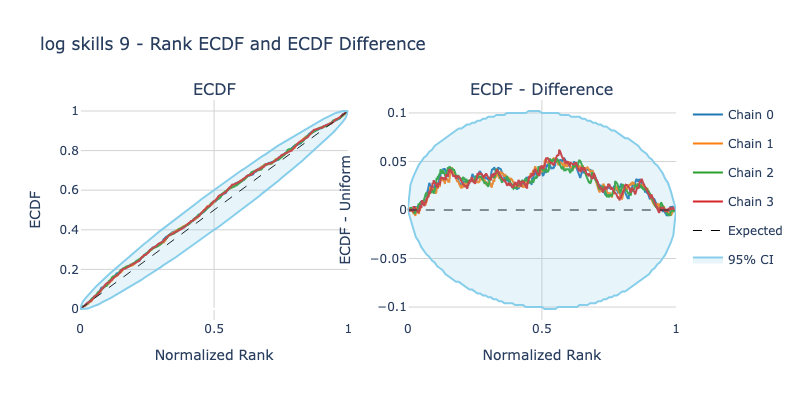 log skills 9 - Rank ECDF and ECDF Difference
ECDF
ECDF - Difference
1
0.8
0.6
0.4
0.2
0
ECDF
0
0.5
1
Normalized Rank
0.1
0.05
0
−0.05
−0.1
ECDF - Uniform
0
0.5
1
Normalized Rank
Chain 0
Chain 1
Chain 2
Chain 3
Expected
95% CI